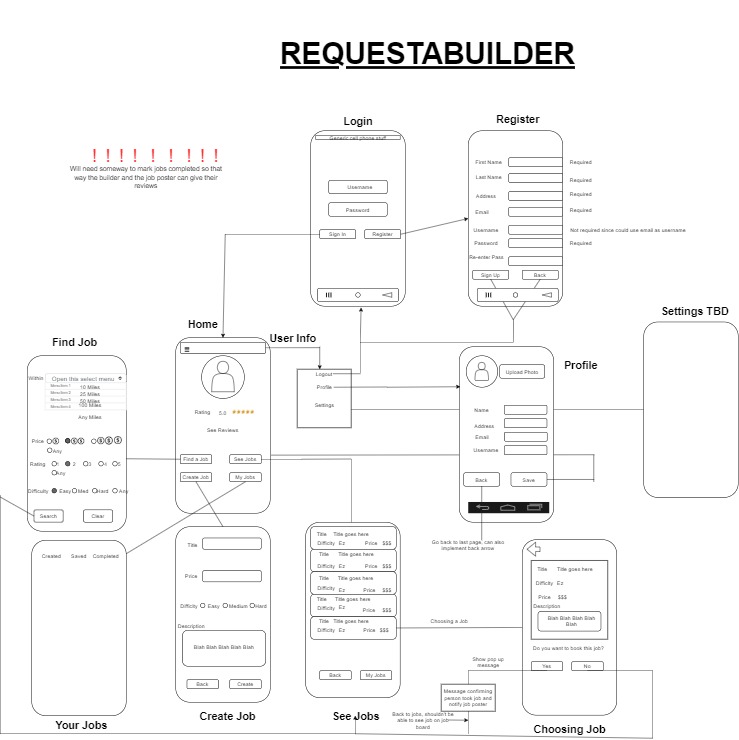 REQUESTABUILDER
Login
Register
! ! ! ! ! ! ! ! !
Will need someway to mark jobs completed so that
way the builder and the job poster can give their
reviews
Generic cell phone stuff
Username
Password
Sign In
Register
First Name
Required
Last Name
Required
Address
Required
Email
Required
Username
Not required since could use email as username
Password
Required
Re-enter Pass
Sign Up
Back
Home
User Info
Logout
Profile
Settings
Settings TBD
Find Job
Within
Open this select menu
10 Miles
25 Miles
50 Miles
100 Miles
Any Miles
Price
$
$$
$$$
Any
Rating
1
2
3
4
5
Any
Difficulty
Easy
Med
Hard
Any
Search
Clear
Rating
5.0
★★★★★
See Reviews
Find a Job
See Jobs
Create Job
My Jobs
Profile
Upload Photo
Name
Address
Email
Username
Back
Save
Go back to last page, can also
implement back arrow
Created
Saved
Completed
Your Jobs
Title
Price
Difficlty
Easy
Medium
Hard
Description
Blah Blah Blah Blah Blah
Back
Create
Create Job
Title Title goes here
Difficlty Ez Price $$$
Title Title goes here
Difficlty Ez Price $$$
Title Title goes here
Difficlty Ez Price $$$
Title Title goes here
Difficlty Ez Price $$$
Title Title goes here
Difficlty Ez Price $$$
Back
My Jobs
See Jobs
Choosing a Job
Title Title goes here
Difficlty Ez
Price $$$
Description
Blah Blah Blah Blah
Blah
Do you want to book this job?
Yes
No
Choosing Job
Show pop up
message
Message confirming
person took job and
notify job poster
Back to jobs, shouldn't be
able to see job on job
board